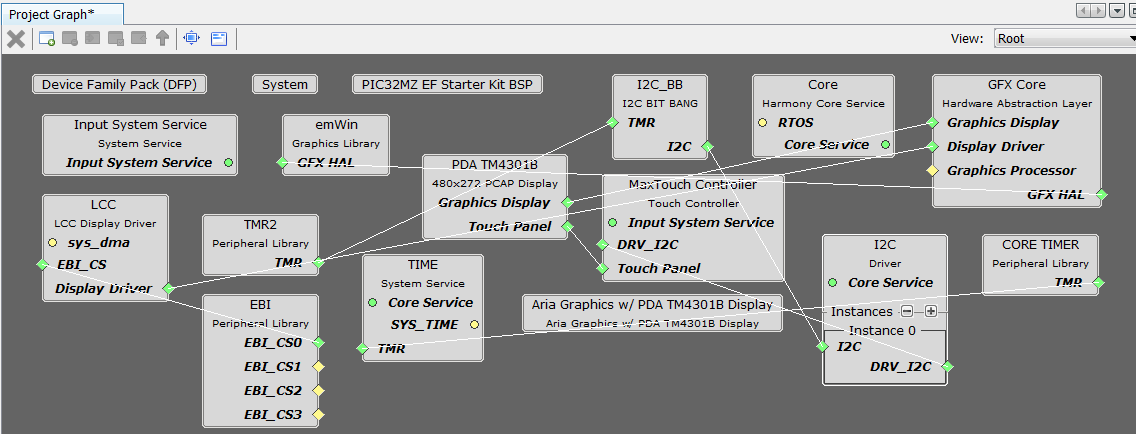 Project Graph*
View:
Root
Device Family Pack (DFP)
System
PIC32MZ EF Starter Kit BSP
Input System Service
System Service
Input System Service
emWin
Graphics Library
GFX HAL
I2C_BB
I2C BIT BANG
TMR
I2C
Core
Harmony Core Service
RTOS
Core Service
GFX Core
Hardware Abstraction Layer
Graphics Display
Display Driver
Graphics Processor
GFX HAL
PDA TM4301B
480x272 PCAP Display
Graphics Display
Touch Panel
MaxTouch Controller
Touch Controller
Input System Service
DRV_I2C
Touch Panel
LCC
LCC Display Driver
sys_dma
EBI_CS
Display Driver
TMR2
Peripheral Library
TMR
TIME
System Service
Core Service
SYS_TIME
TMR
I2C
Driver
Core Service
Instances
Instance 0
I2C
DRV_I2C
CORE TIMER
Peripheral Library
TMR
EBI
Peripheral Library
EBI_CS0
EBI_CS1
EBI_CS2
EBI_CS3
Aria Graphics w/ PDA TM4301B Display
Aria Graphics w/ PDA TM4301B Display